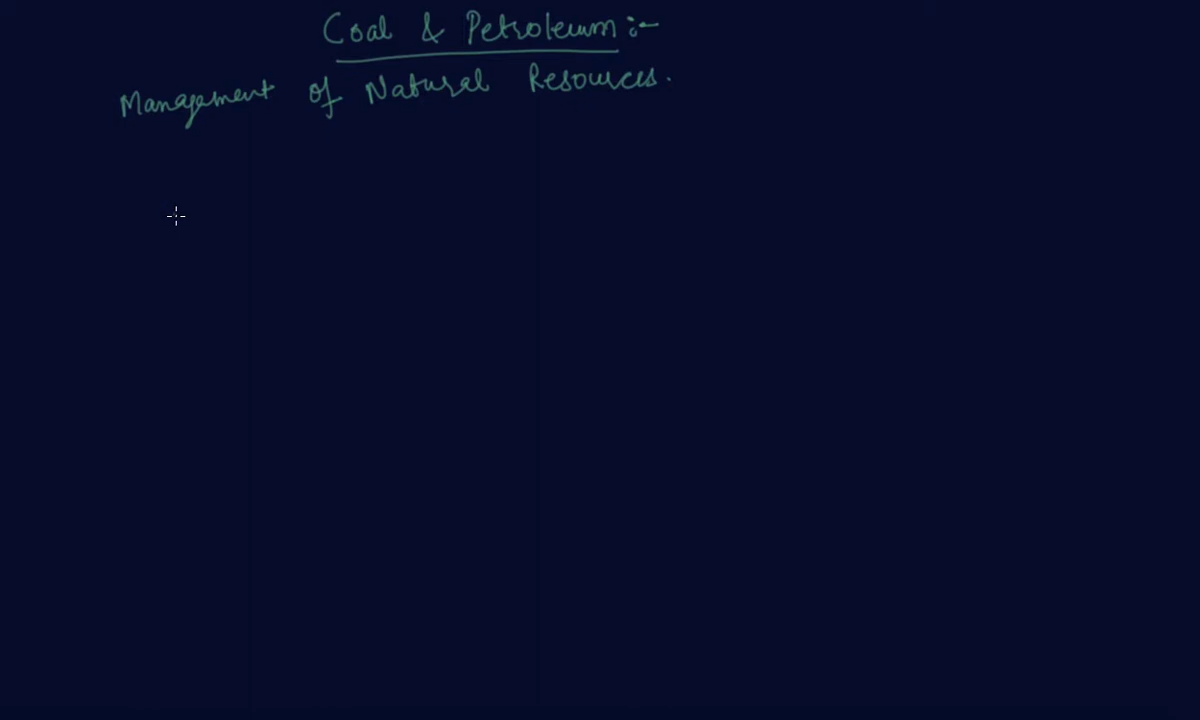 Coal & Petroleum :-
Management of Natural Resources.